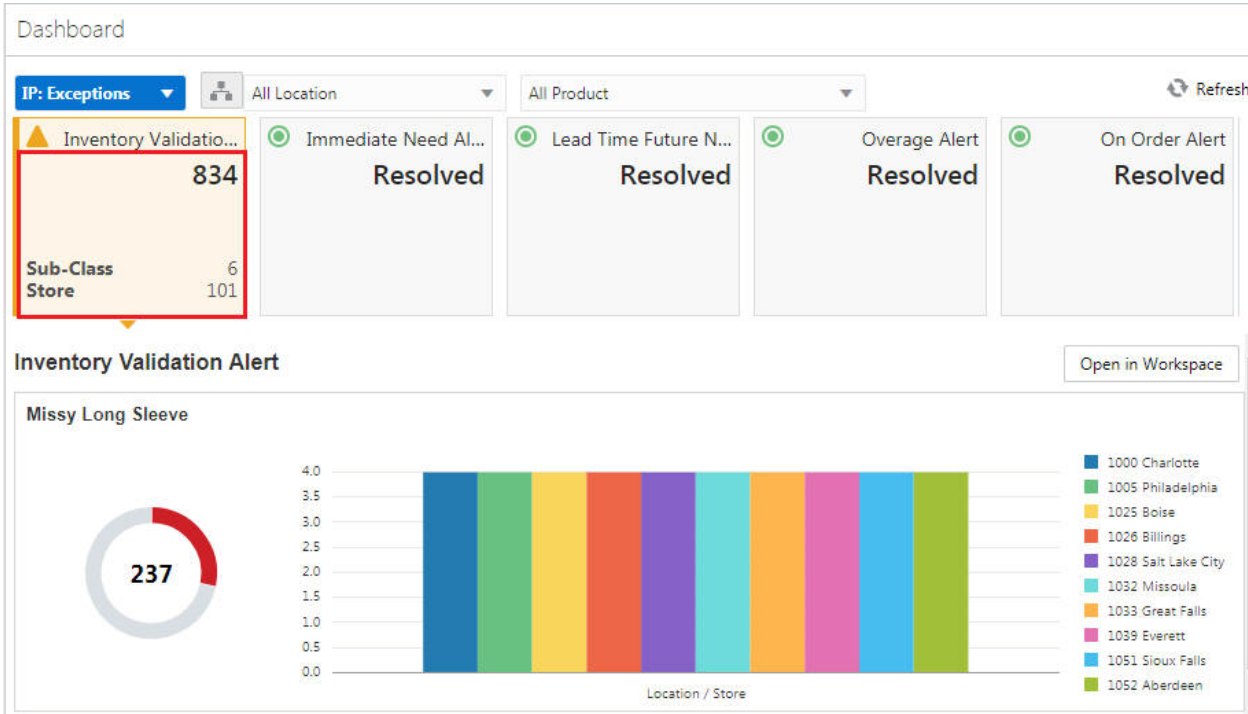 Dashboard
IP: Exceptions All Location All Product Refresh
Inventory Validatio... Immediate Need Al... Lead Time Future N... Overage Alert On Order Alert
834 Resolved Resolved Resolved Resolved
Sub-Class 6
Store 101
Inventory Validation Alert Open in Workspace
Missy Long Sleeve
237
4.0
3.5
3.0
2.5
2.0
1.5
1.0
0.5
0.0
Location / Store
1000 Charlotte
1005 Philadelphia
1025 Boise
1026 Billings
1028 Salt Lake City
1032 Missoula
1033 Great Falls
1039 Everett
1051 Sioux Falls
1052 Aberdeen